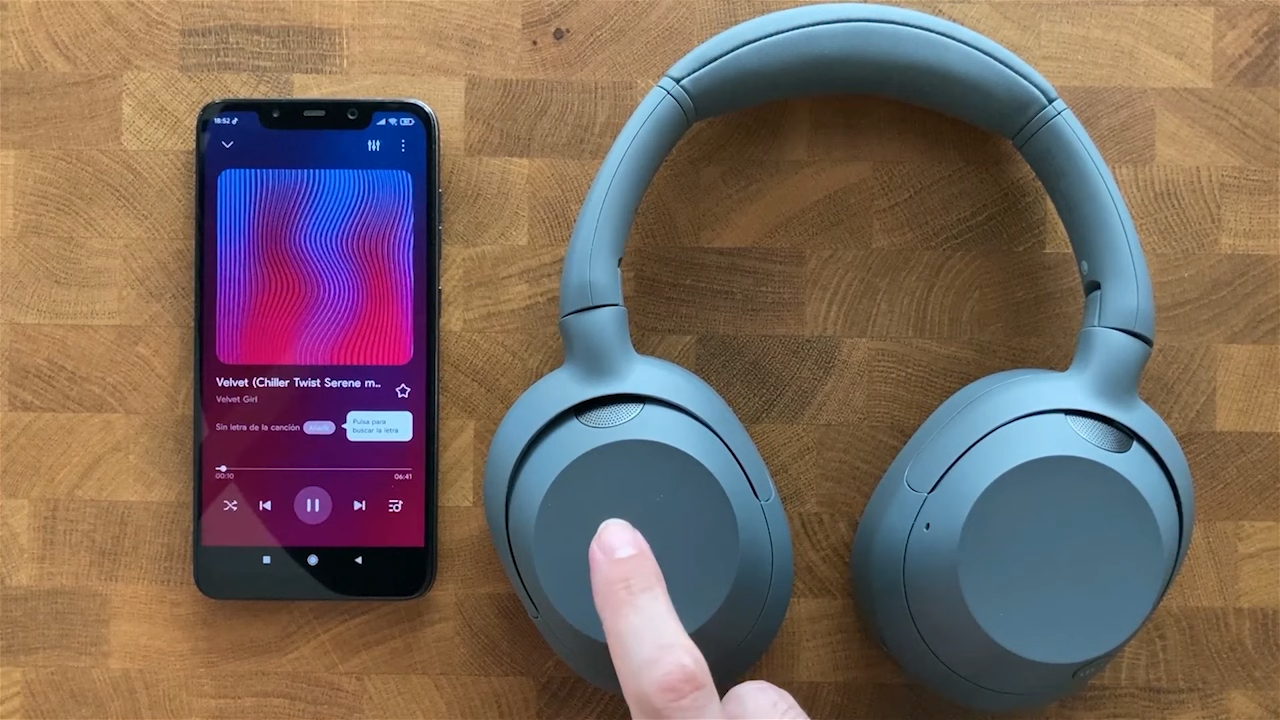 18:52
Velvet (Chiller Twist Serene m..
Velvet Girl
Sin letra de la canción
Añadir
Pulsa para
buscar la letra
00:10
06:41